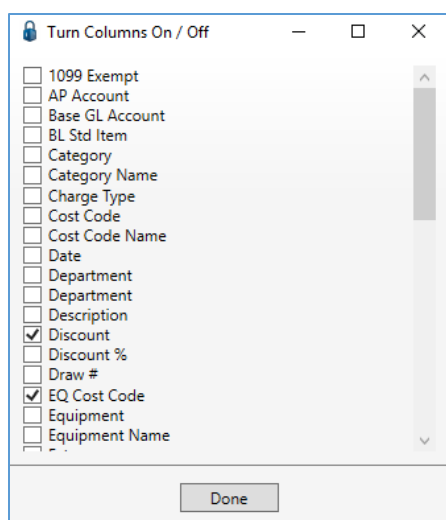 Turn Columns On / Off
1099 Exempt
AP Account
Base GL Account
BL Std Item
Category
Category Name
Charge Type
Cost Code
Cost Code Name
Date
Department
Department
Description
Discount
Discount %
Draw #
EQ Cost Code
Equipment
Equipment Name
Done